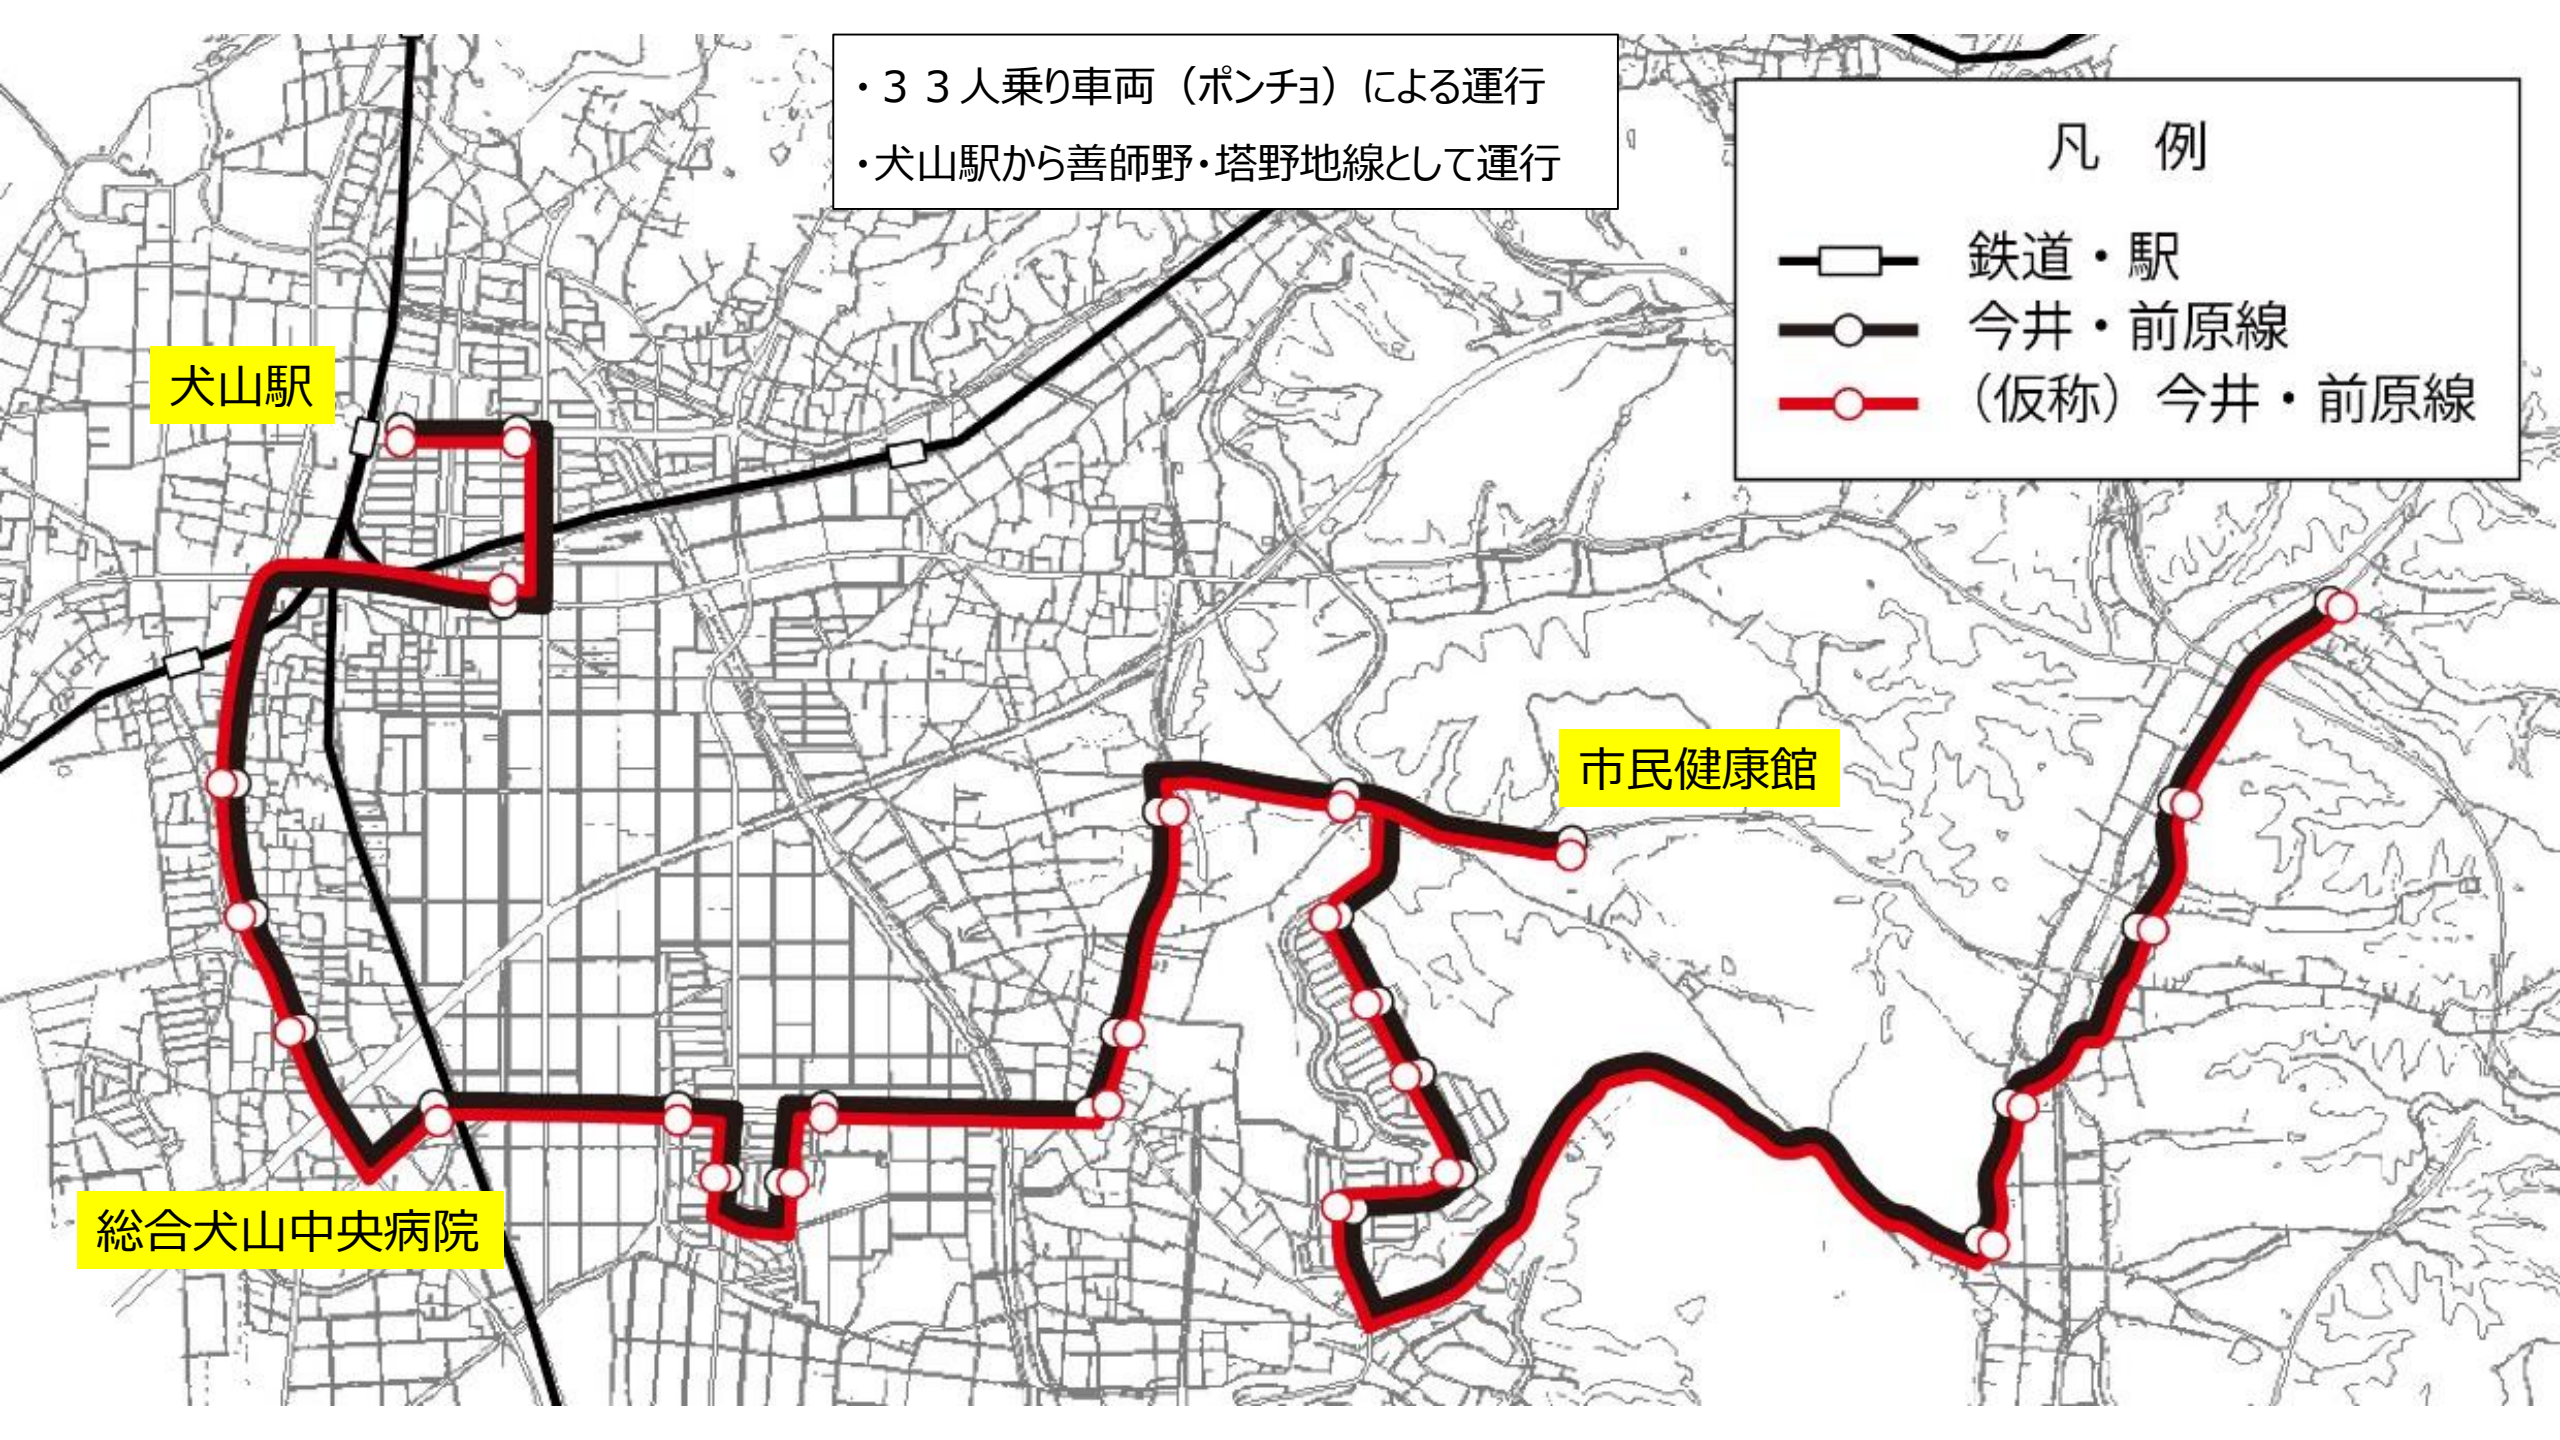 ・３３人乗り車両（ポンチョ）による運行
・犬山駅から善師野・塔野地線として運行
凡　例
鉄道・駅
今井・前原線
（仮称）今井・前原線
犬山駅
市民健康館
総合犬山中央病院